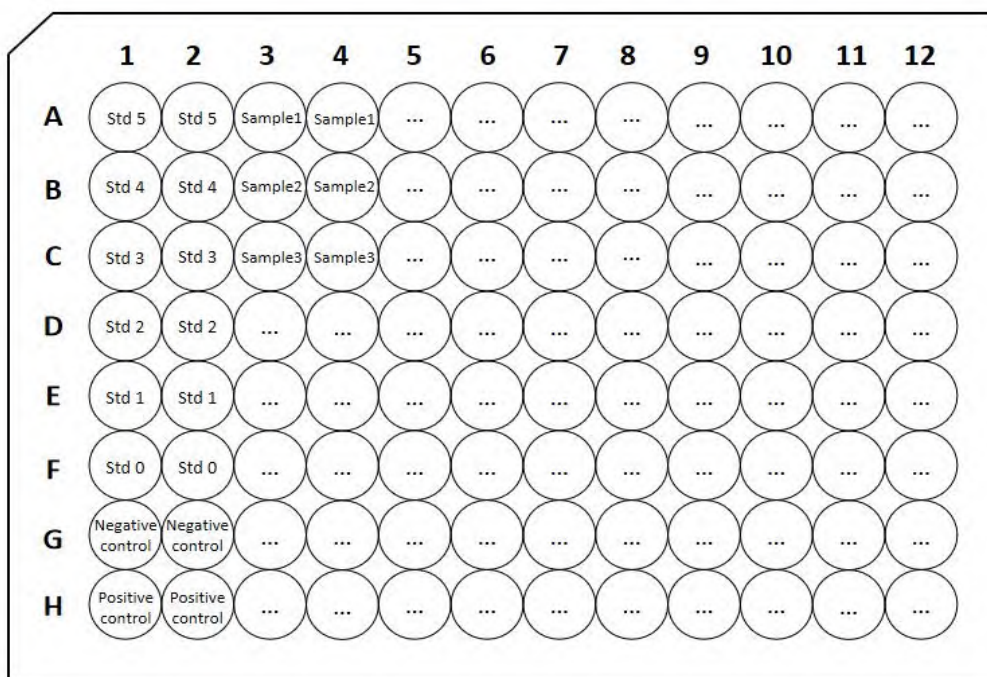 1 2 3 4 5 6 7 8 9 10 11 12
A Std 5 Std 5 Sample1 Sample1 ... ... ... ... ... ... ... ...
B Std 4 Std 4 Sample2 Sample2 ... ... ... ... ... ... ... ...
C Std 3 Std 3 Sample3 Sample3 ... ... ... ... ... ... ... ...
D Std 2 Std 2 ... ... ... ... ... ... ... ... ... ...
E Std 1 Std 1 ... ... ... ... ... ... ... ... ... ...
F Std 0 Std 0 ... ... ... ... ... ... ... ... ... ...
G Negative control Negative control ... ... ... ... ... ... ... ... ... ...
H Positive control Positive control ... ... ... ... ... ... ... ... ... ...